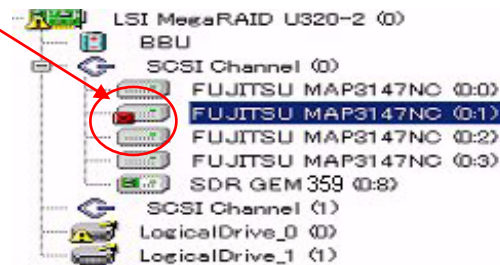 LSI MegaRAID U320-2 (0)
BBU
SCSI Channel (0)
FUJITSU MAP3147NC (0:0)
FUJITSU MAP3147NC (0:1)
FUJITSU MAP3147NC (0:2)
FUJITSU MAP3147NC (0:3)
SDR GEM 359 (0:8)
SCSI Channel (1)
LogicalDrive_0 (0)
LogicalDrive_1 (1)